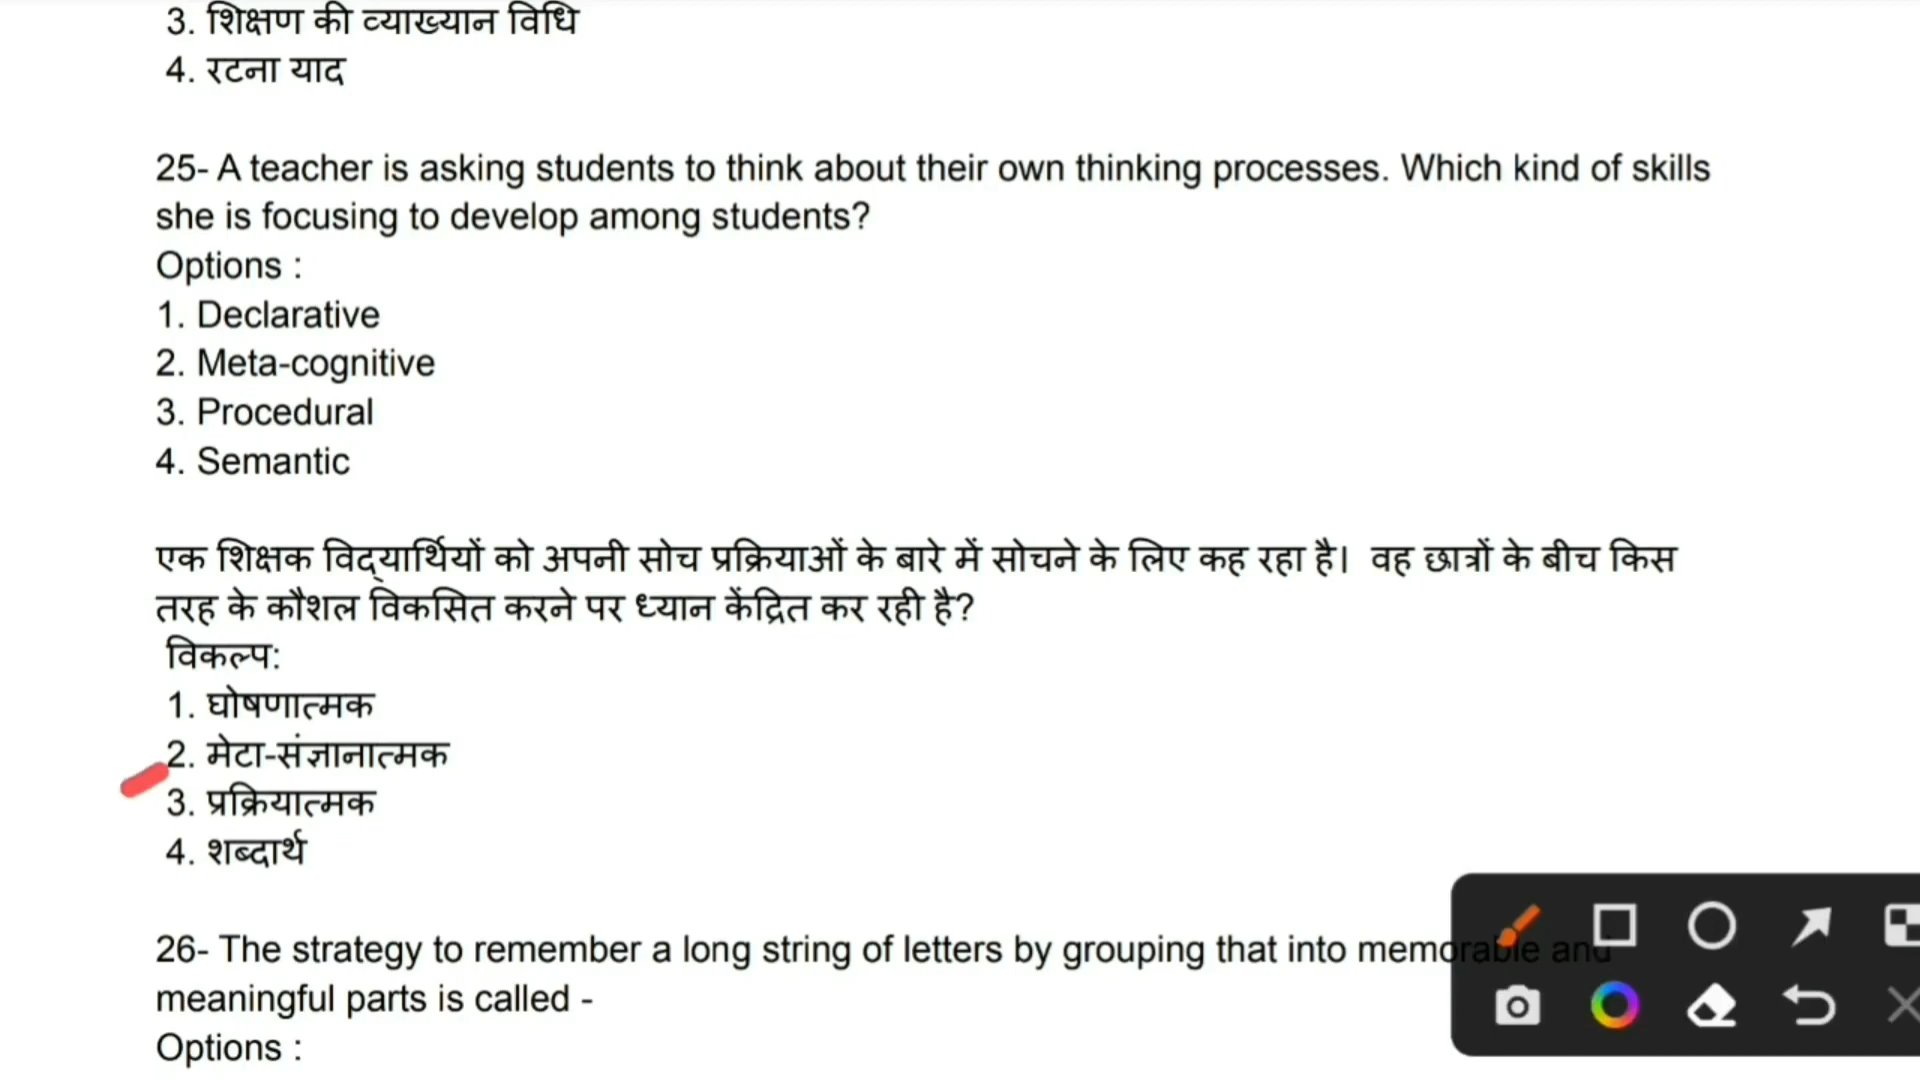 3. शिक्षण की व्याख्यान विधि
4. रटना याद
25- A teacher is asking students to think about their own thinking processes. Which kind of skills
she is focusing to develop among students?
Options :
1. Declarative
2. Meta-cognitive
3. Procedural
4. Semantic
एक शिक्षक विद्यार्थियों को अपनी सोच प्रक्रियाओं के बारे में सोचने के लिए कह रहा है। वह छात्रों के बीच किस
तरह के कौशल विकसित करने पर ध्यान केंद्रित कर रही है?
विकल्प:
1. घोषणात्मक
2. मेटा-संज्ञानात्मक
3. प्रक्रियात्मक
4. शब्दार्थ
26- The strategy to remember a long string of letters by grouping that into memorable and
meaningful parts is called -
Options :